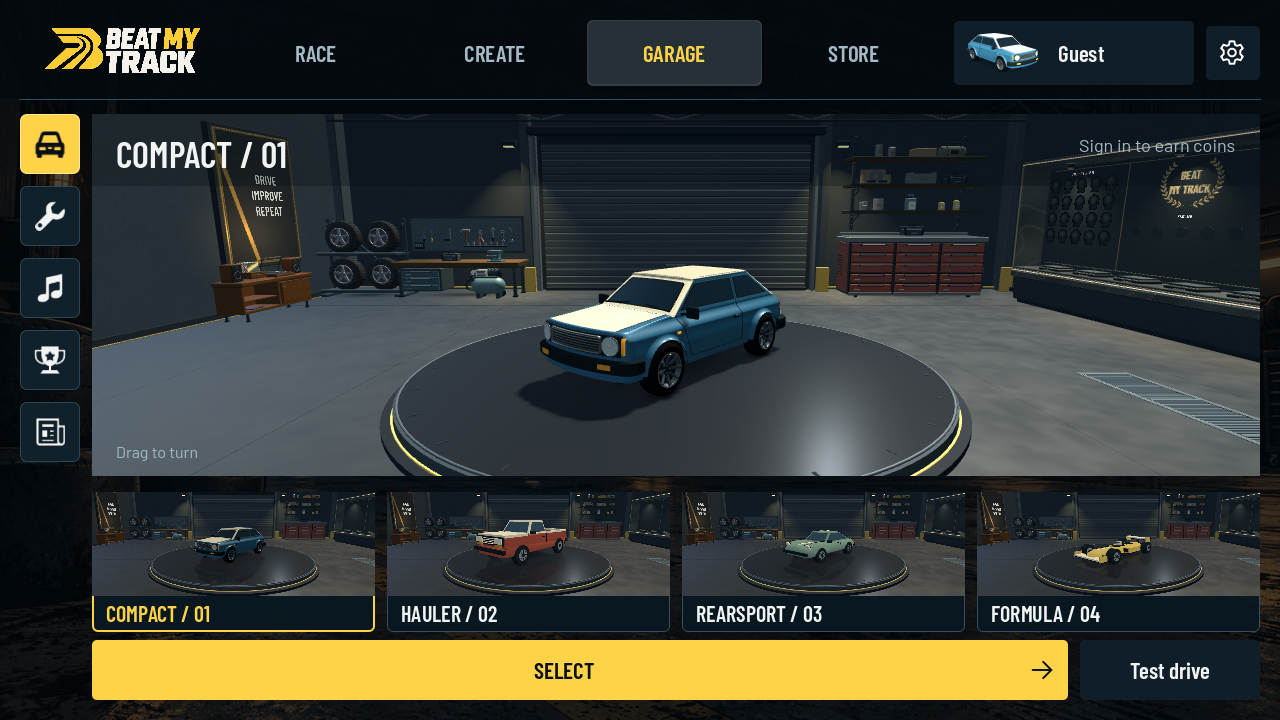 BEAT MY
TRACK
RACE
CREATE
GARAGE
STORE
Guest
COMPACT / 01
Sign in to earn coins
DRIVE
IMPROVE
REPEAT
BEAT
MY TRACK
Drag to turn
COMPACT / 01
HAULER / 02
REARSPORT / 03
FORMULA / 04
SELECT
Test drive